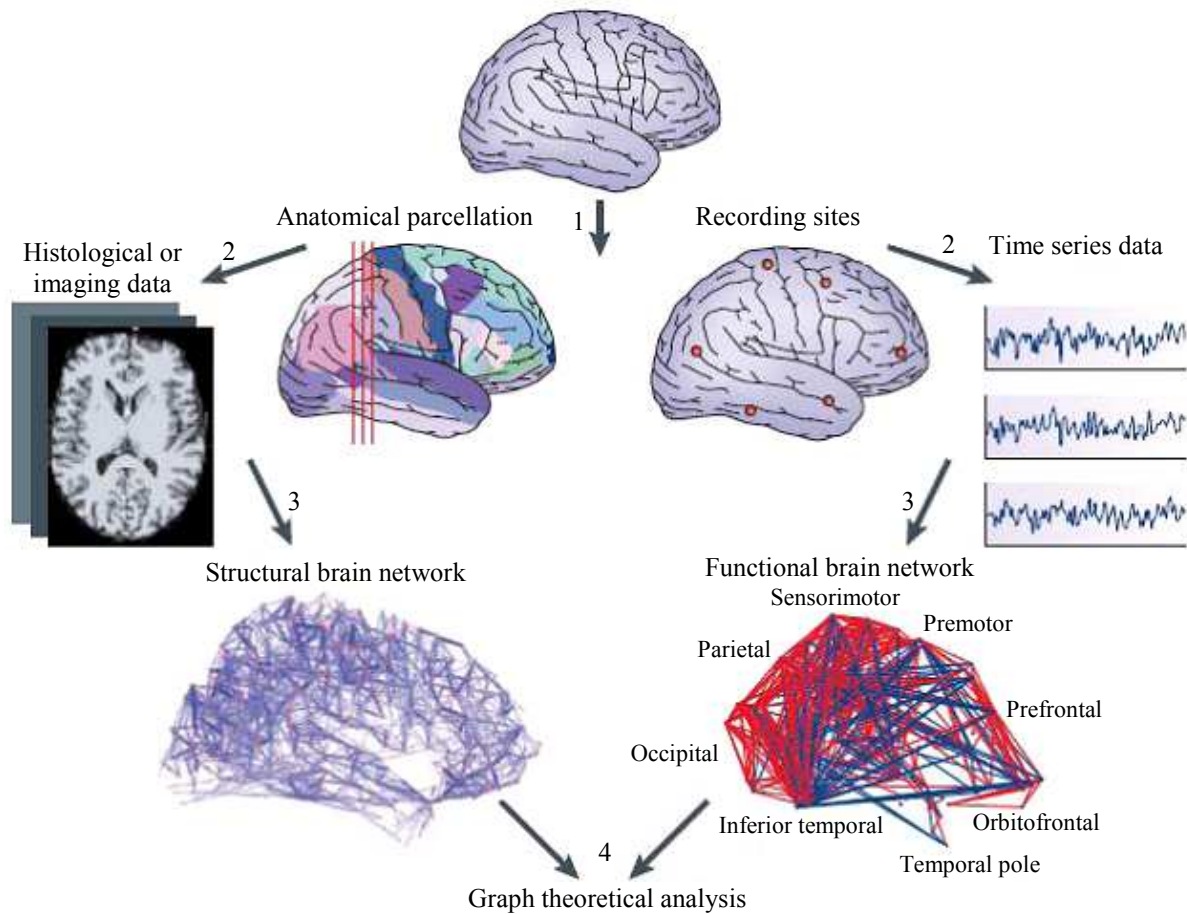 1
Anatomical parcellation
Recording sites
2
Histological or
imaging data
2
Time series data
3
3
Structural brain network
Functional brain network
Sensorimotor
Premotor
Parietal
Prefrontal
Occipital
Inferior temporal
Orbitofrontal
Temporal pole
4
Graph theoretical analysis